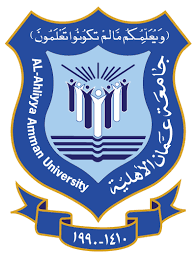 ﴿ وَيُعَلِّمُكُم مَّا لَمْ تَكُونُوا تَعْلَمُونَ ﴾
AL-Ahliyya Amman University
جامعة عمان الأهلية
١٤١٠-١٩٩٠